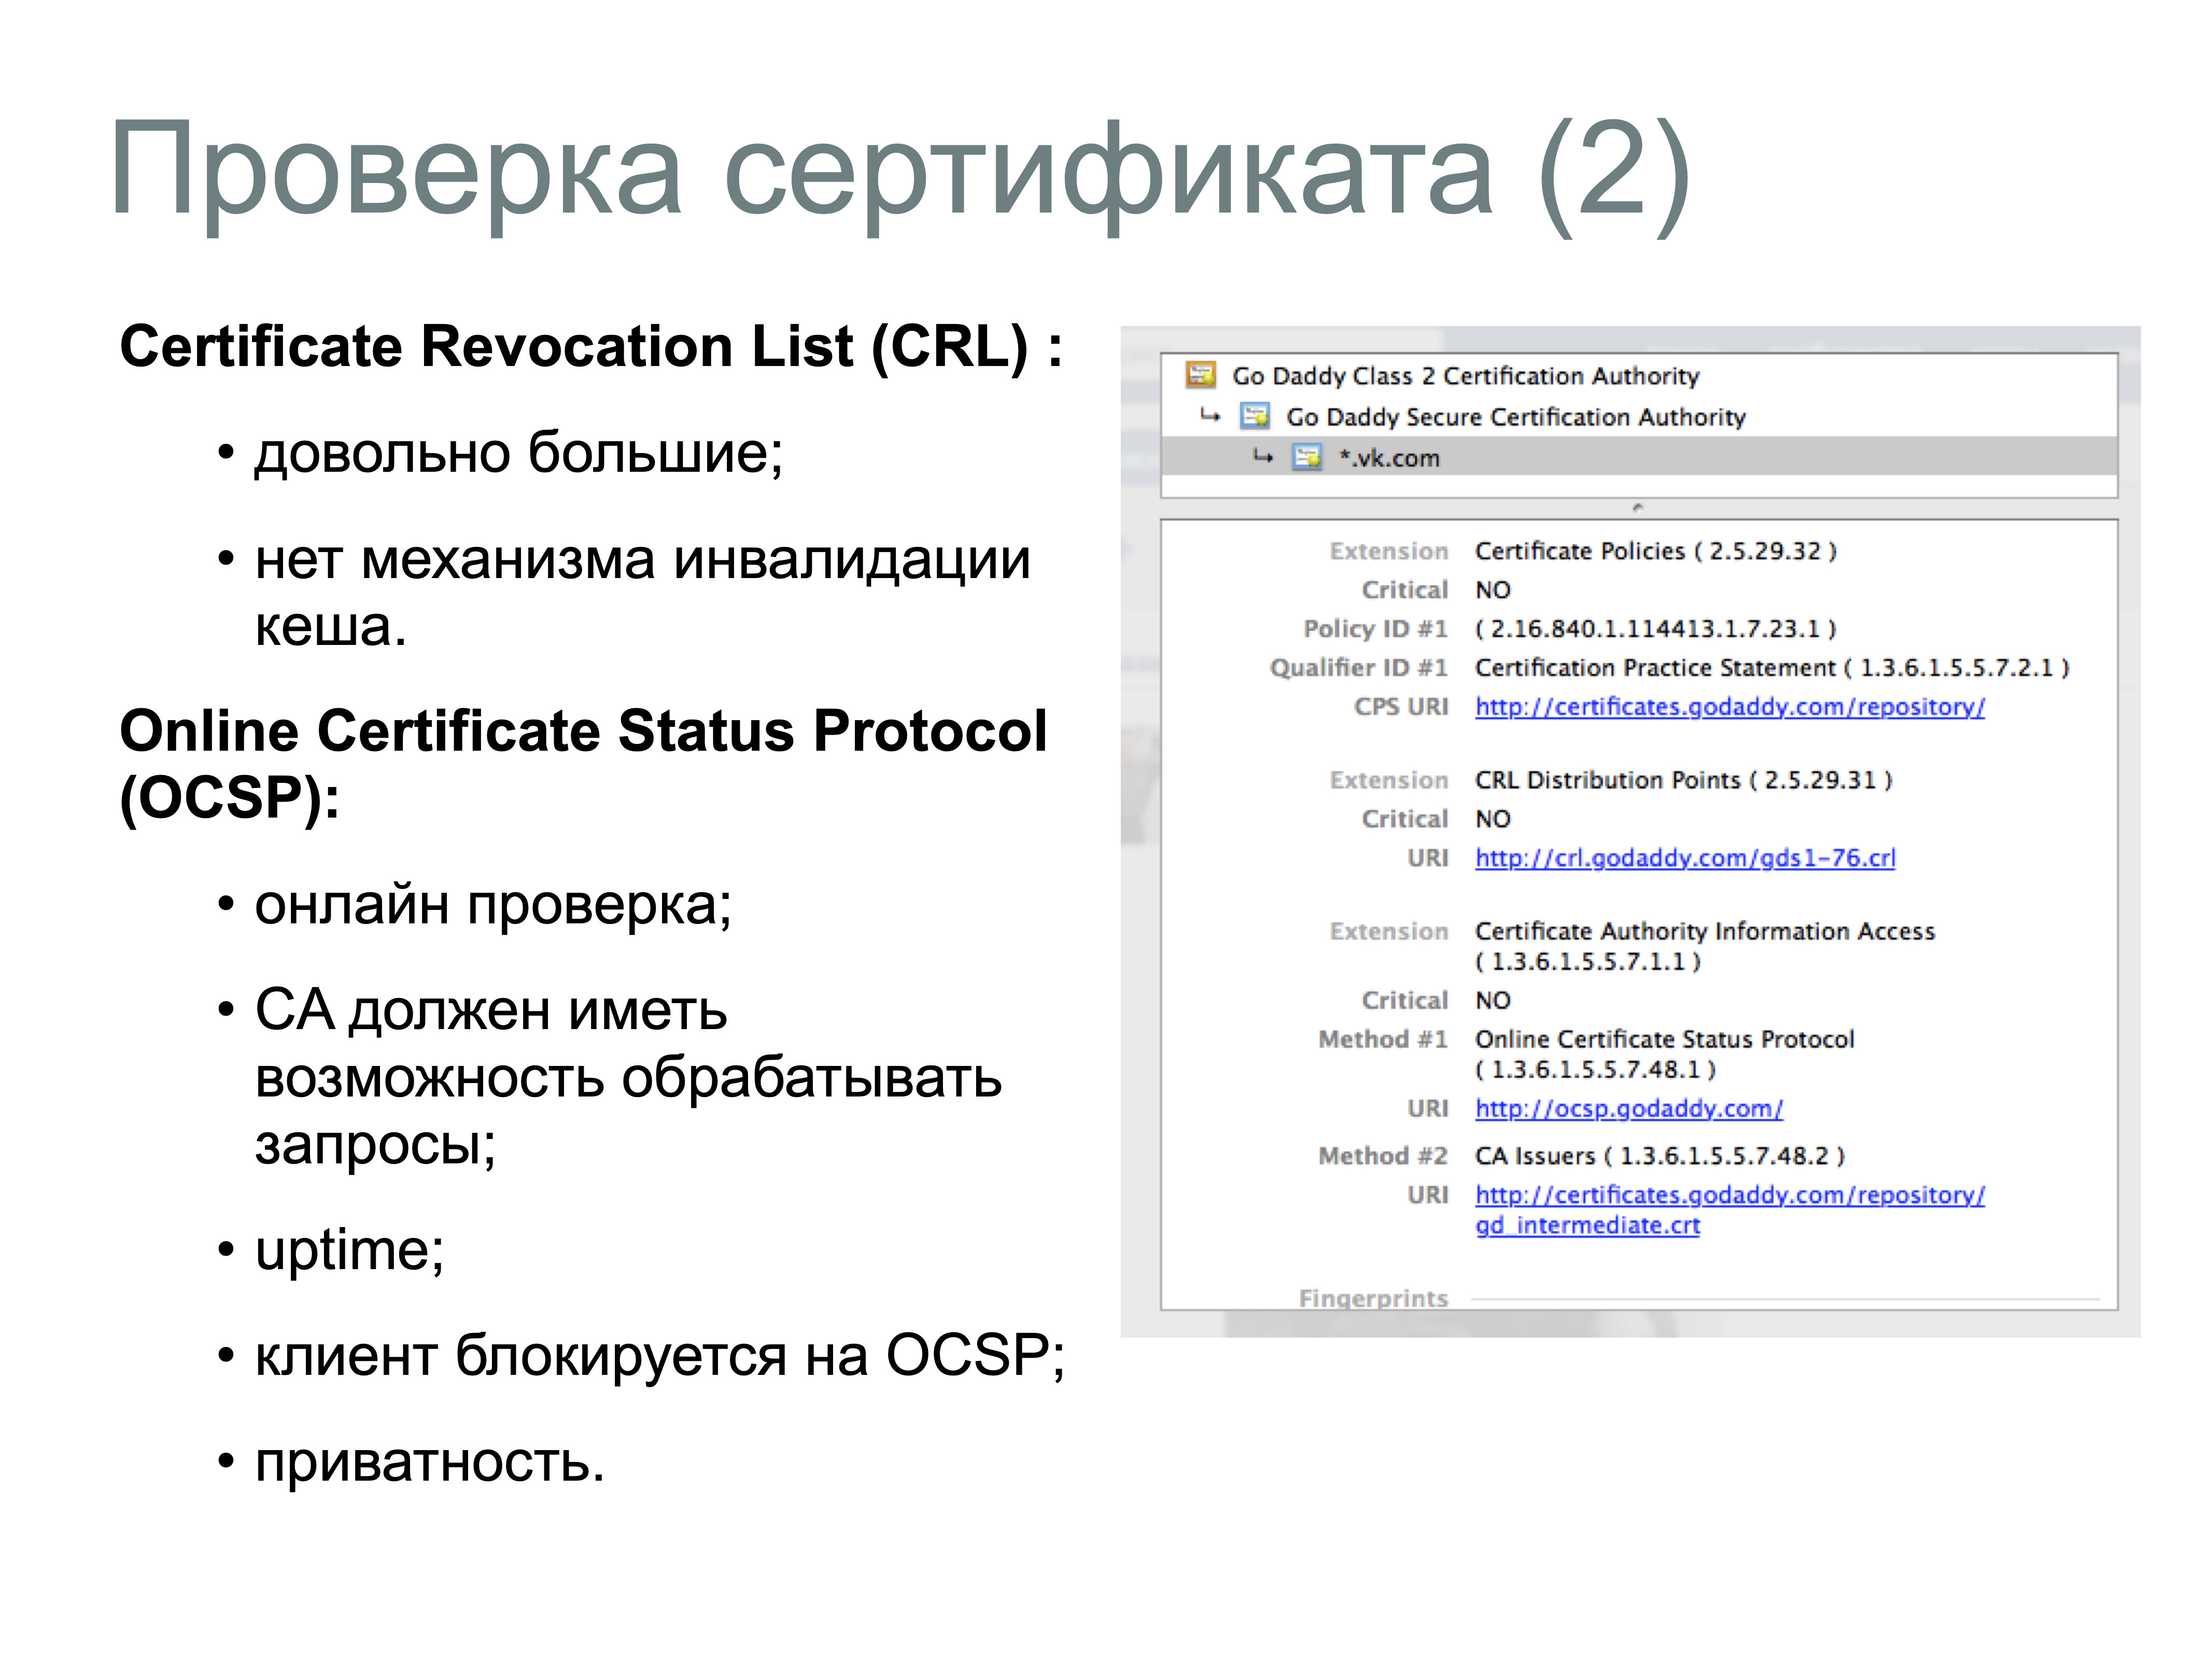 Проверка сертификата (2)
Certificate Revocation List (CRL) :
• довольно большие;
• нет механизма инвалидации
кеша.
Online Certificate Status Protocol
(OCSP):
• онлайн проверка;
• CA должен иметь
возможность обрабатывать
запросы;
• uptime;
• клиент блокируется на OCSP;
• приватность.
Go Daddy Class 2 Certification Authority
Go Daddy Secure Certification Authority
*.vk.com
Extension Certificate Policies ( 2.5.29.32 )
Critical NO
Policy ID #1 ( 2.16.840.1.114413.1.7.23.1 )
Qualifier ID #1 Certification Practice Statement ( 1.3.6.1.5.5.7.2.1 )
CPS URI http://certificates.godaddy.com/repository/
Extension CRL Distribution Points ( 2.5.29.31 )
Critical NO
URI http://crl.godaddy.com/gds1-76.crl
Extension Certificate Authority Information Access
( 1.3.6.1.5.5.7.1.1 )
Critical NO
Method #1 Online Certificate Status Protocol
( 1.3.6.1.5.5.7.48.1 )
URI http://ocsp.godaddy.com/
Method #2 CA Issuers ( 1.3.6.1.5.5.7.48.2 )
URI http://certificates.godaddy.com/repository/
gd_intermediate.crt
Fingerprints